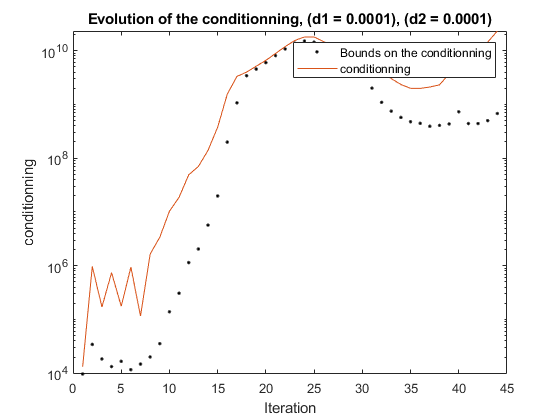 Evolution of the conditionning, (d1 = 0.0001), (d2 = 0.0001)
Bounds on the conditionning
conditionning
10^10
10^8
10^6
10^4
conditionning
0 5 10 15 20 25 30 35 40 45
Iteration